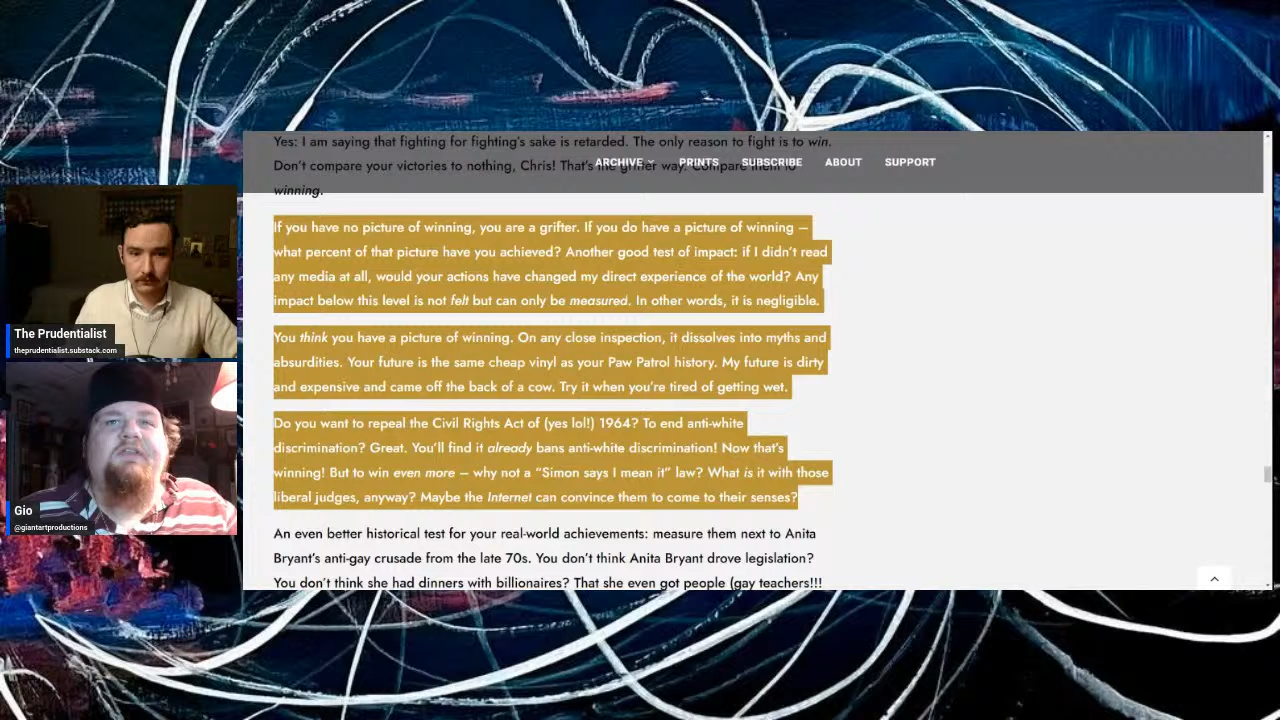 Yes: I am saying that fighting for fighting's sake is retarded. The only reason to fight is to win.
Don't compare your victories to nothing, Chris! That's the grifter way. Compare them to
winning.
ARCHIVE
PRINTS
SUBSCRIBE
ABOUT
SUPPORT
If you have no picture of winning, you are a grifter. If you do have a picture of winning —
what percent of that picture have you achieved? Another good test of impact: if I didn't read
any media at all, would your actions have changed my direct experience of the world? Any
impact below this level is not felt but can only be measured. In other words, it is negligible.
You think you have a picture of winning. On any close inspection, it dissolves into myths and
absurdities. Your future is the same cheap vinyl as your Paw Patrol history. My future is dirty
and expensive and came off the back of a cow. Try it when you're tired of getting wet.
Do you want to repeal the Civil Rights Act of (yes lol!) 1964? To end anti-white
discrimination? Great. You'll find it already bans anti-white discrimination! Now that's
winning! But to win even more — why not a "Simon says I mean it" law? What is it with those
liberal judges, anyway? Maybe the Internet can convince them to come to their senses?
An even better historical test for your real-world achievements: measure them next to Anita
Bryant's anti-gay crusade from the late 70s. You don't think Anita Bryant drove legislation?
You don't think she had dinners with billionaires? That she even got people (gay teachers!!!
The Prudentialist
theprudentialist.substack.com
Gio
@giantartproductions